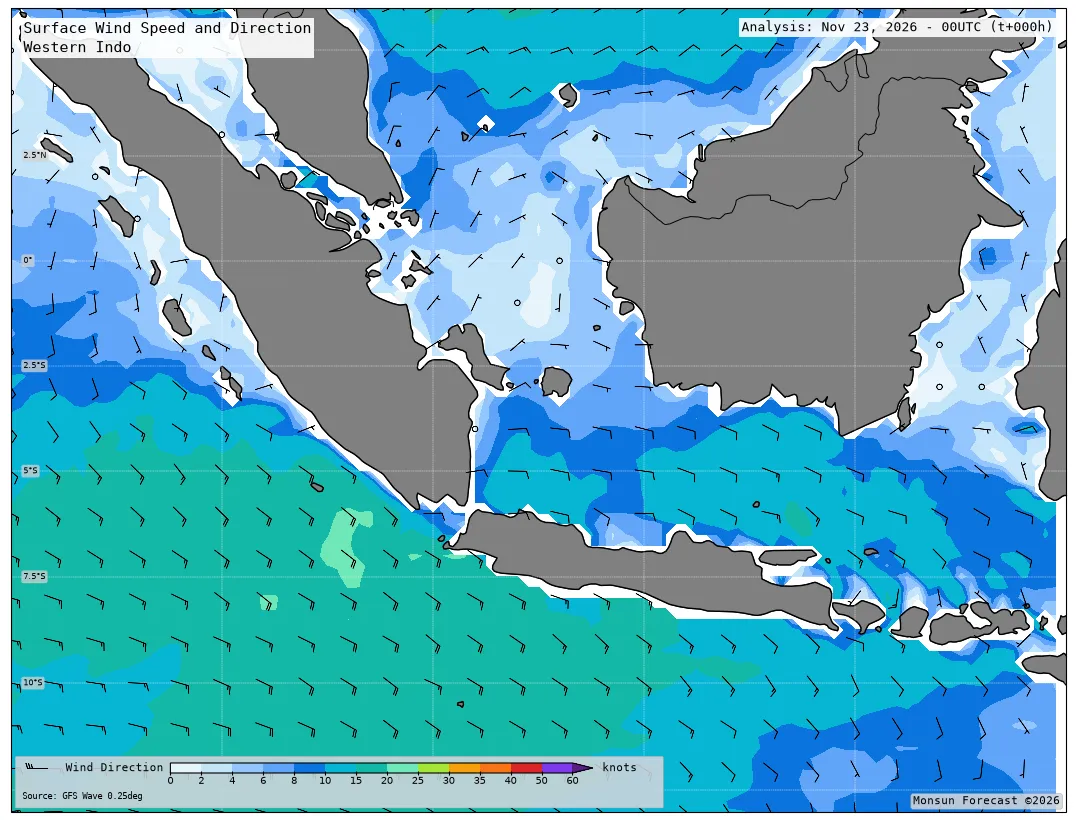 Surface Wind Speed and Direction
Western Indo
Analysis: Nov 23, 2026 - 00UTC (t+000h)
2.5°N
0°
2.5°S
5°S
7.5°S
10°S
Wind Direction
0 2 4 6 8 10 15 20 25 30 35 40 50 60
knots
Source: GFS Wave 0.25deg
Monsun Forecast ©2026